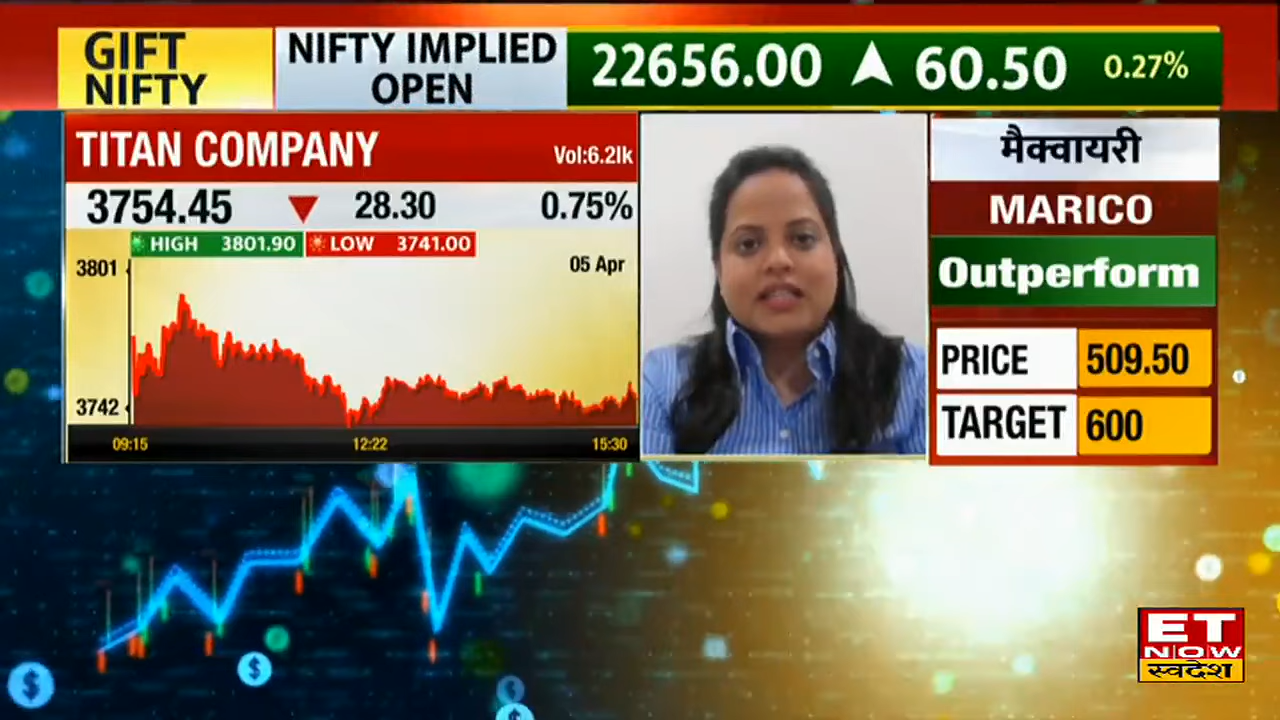 GIFT
NIFTY
NIFTY IMPLIED
OPEN
22656.00
60.50
0.27%
TITAN COMPANY
Vol:6.2lk
3754.45
28.30
0.75%
HIGH 3801.90
LOW 3741.00
05 Apr
3801
3742
09:15
12:22
15:30
मैक्वायरी
MARICO
Outperform
PRICE
509.50
TARGET
600
ET
NOW
स्वदेश